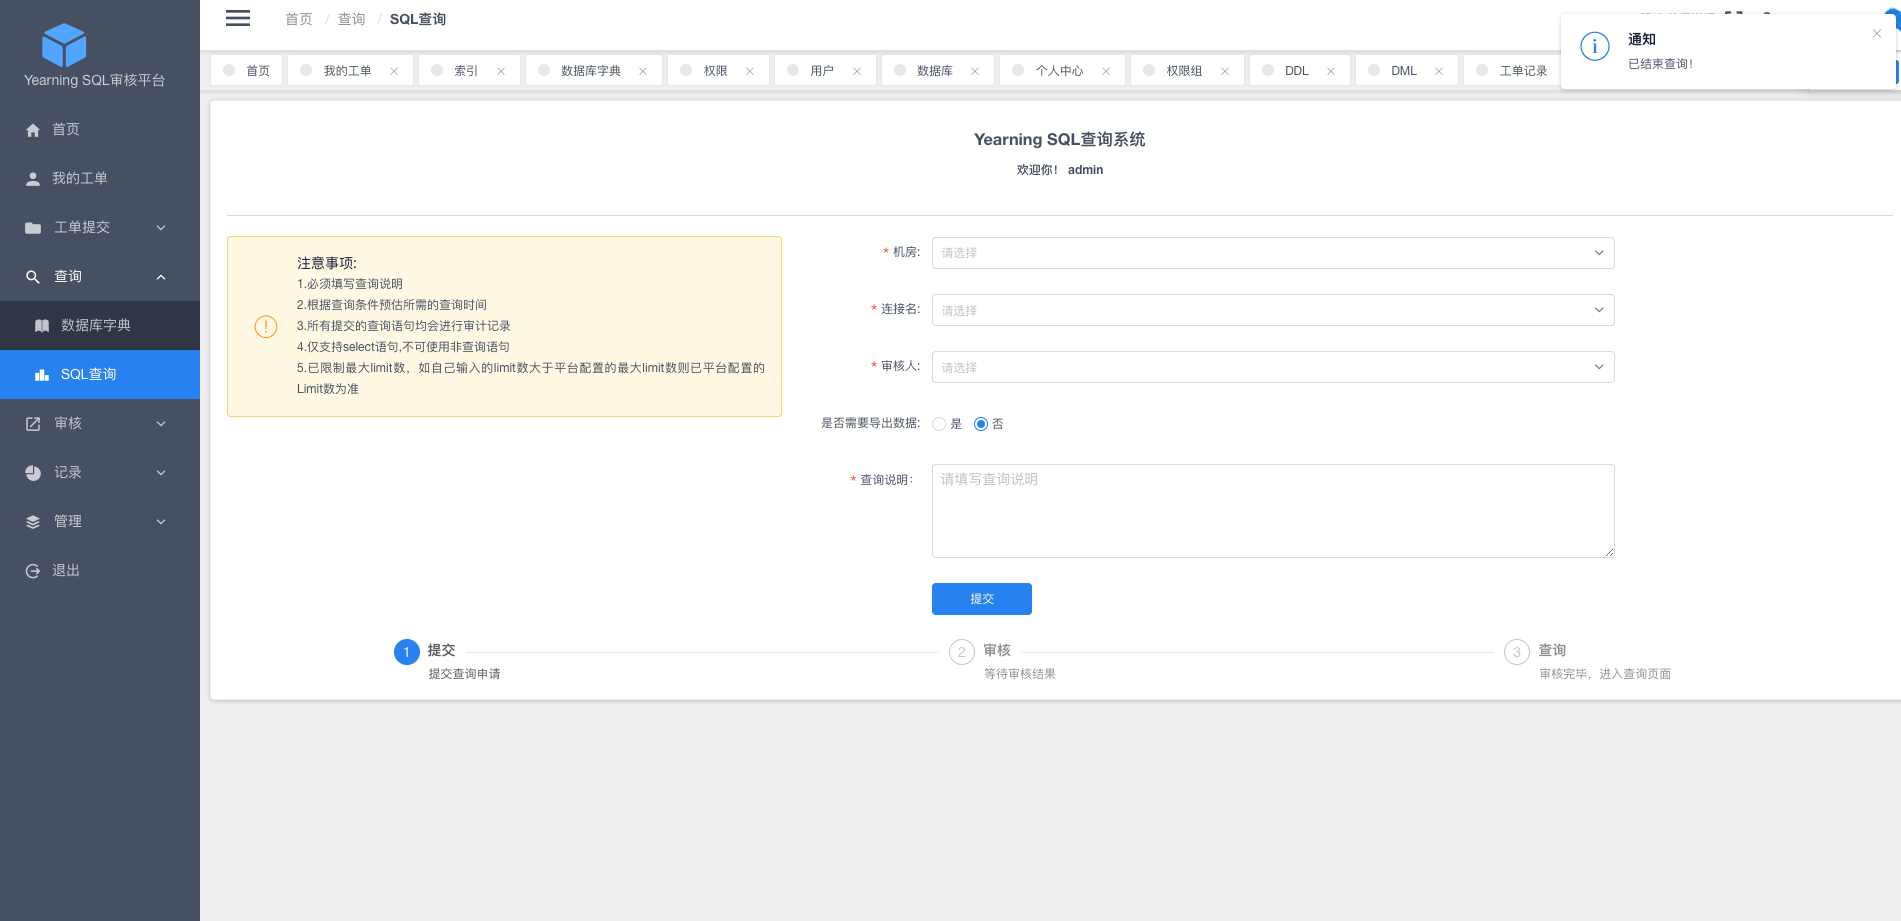 首页 / 查询 / SQL查询
Yearning SQL审核平台
首页
我的工单
工单提交
查询
数据库字典
SQL查询
审核
记录
管理
退出
首页 我的工单 索引 数据库字典 权限 用户 数据库 个人中心 权限组 DDL DML 工单记录
通知
已结束查询!
Yearning SQL查询系统
欢迎你! admin
注意事项:
1.必须填写查询说明
2.根据查询条件预估所需的查询时间
3.所有提交的查询语句均会进行审计记录
4.仅支持select语句,不可使用非查询语句
5.已限制最大limit数，如自己输入的limit数大于平台配置的最大limit数则已平台配置的
Limit数为准
* 机房: 请选择
* 连接名: 请选择
* 审核人: 请选择
是否需要导出数据: 是 否
* 查询说明: 请填写查询说明
提交
1 提交
提交查询申请
2 审核
等待审核结果
3 查询
审核完毕，进入查询页面